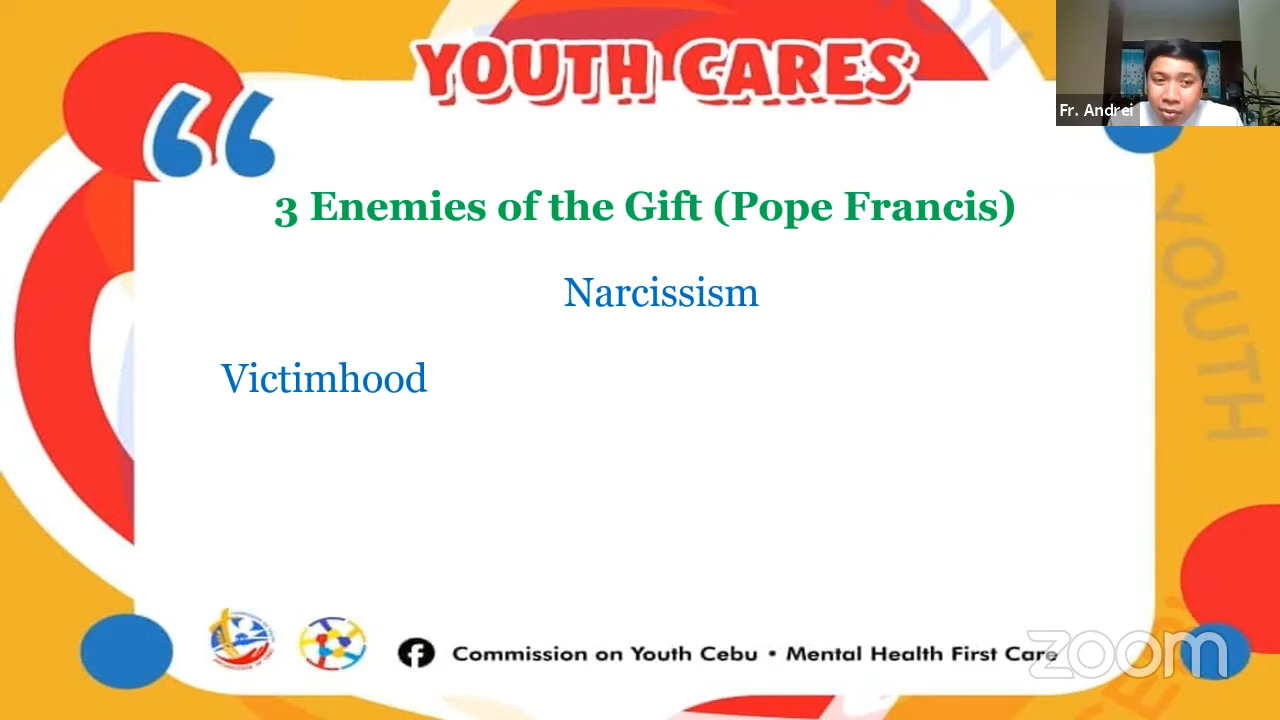 YOUTH CARES
Fr. Andrei
3 Enemies of the Gift (Pope Francis)
Narcissism
Victimhood
YOUTH
Commission on Youth Cebu • Mental Health First Care
zoom